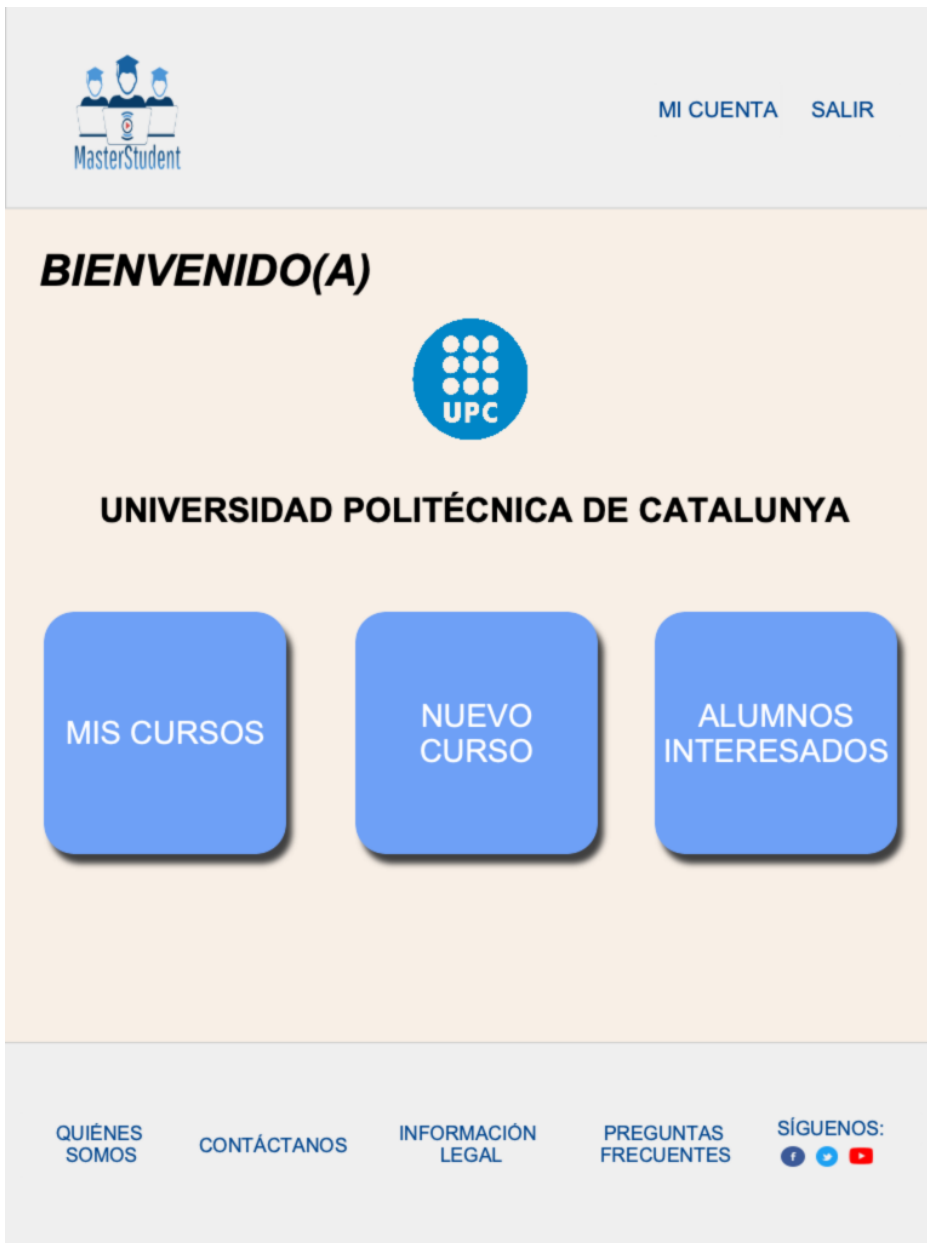 MasterStudent
MI CUENTA SALIR
BIENVENIDO(A)
UPC
UNIVERSIDAD POLITÉCNICA DE CATALUNYA
MIS CURSOS
NUEVO
CURSO
ALUMNOS
INTERESADOS
QUIÉNES
SOMOS
CONTÁCTANOS
INFORMACIÓN
LEGAL
PREGUNTAS
FRECUENTES
SÍGUENOS: